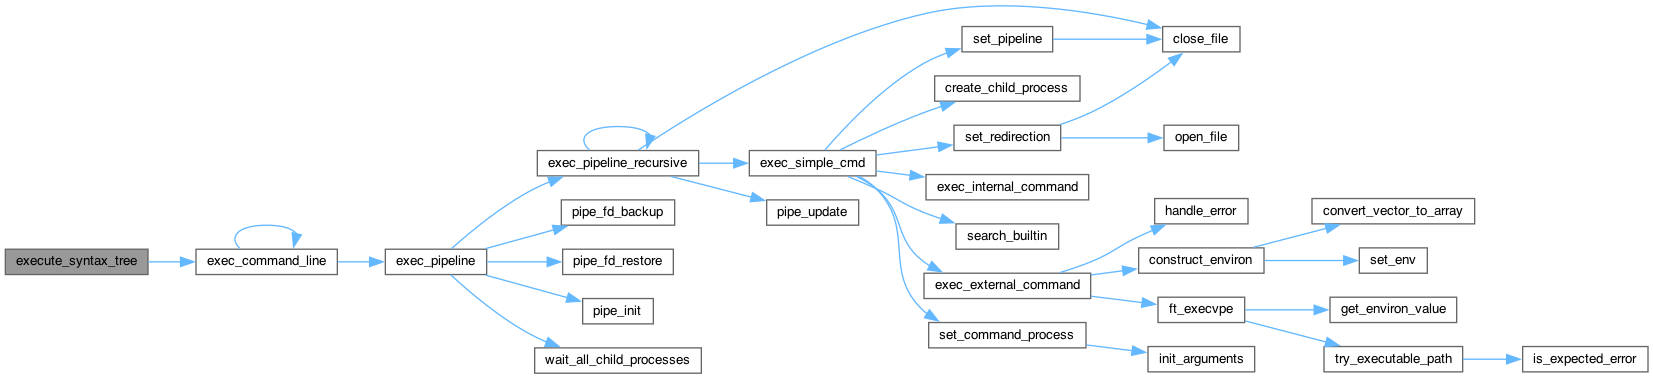 execute_syntax_tree
exec_command_line
exec_pipeline
exec_pipeline_recursive
pipe_fd_backup
pipe_fd_restore
pipe_init
wait_all_child_processes
exec_simple_cmd
pipe_update
set_pipeline
create_child_process
set_redirection
exec_internal_command
search_builtin
exec_external_command
set_command_process
close_file
open_file
handle_error
construct_environ
ft_execvpe
init_arguments
convert_vector_to_array
set_env
get_environ_value
try_executable_path
is_expected_error